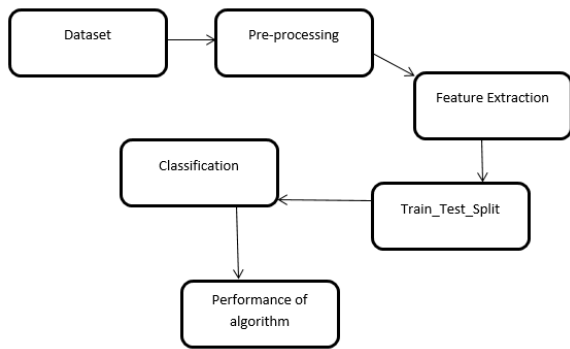 Dataset
Pre-processing
Feature Extraction
Classification
Train_Test_Split
Performance of
algorithm